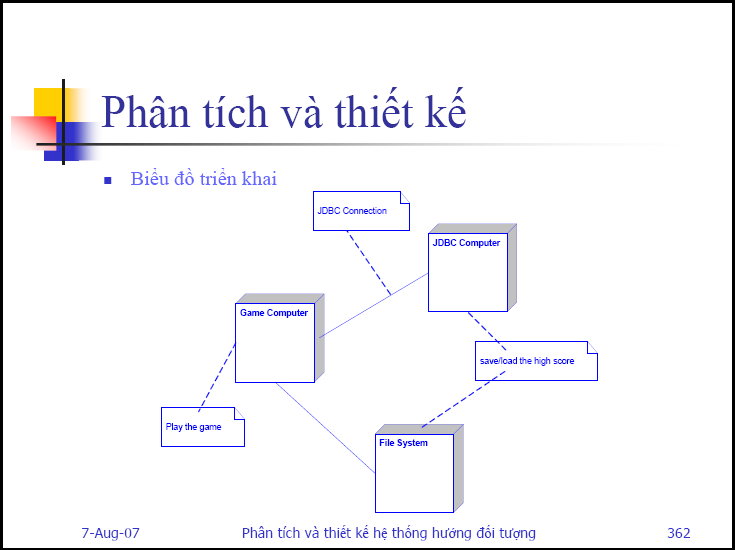 Phân tích và thiết kế
Biểu đồ triển khai
JDBC Connection
JDBC Computer
Game Computer
save/load the high score
Play the game
File System
7-Aug-07
Phân tích và thiết kế hệ thống hướng đối tượng
362